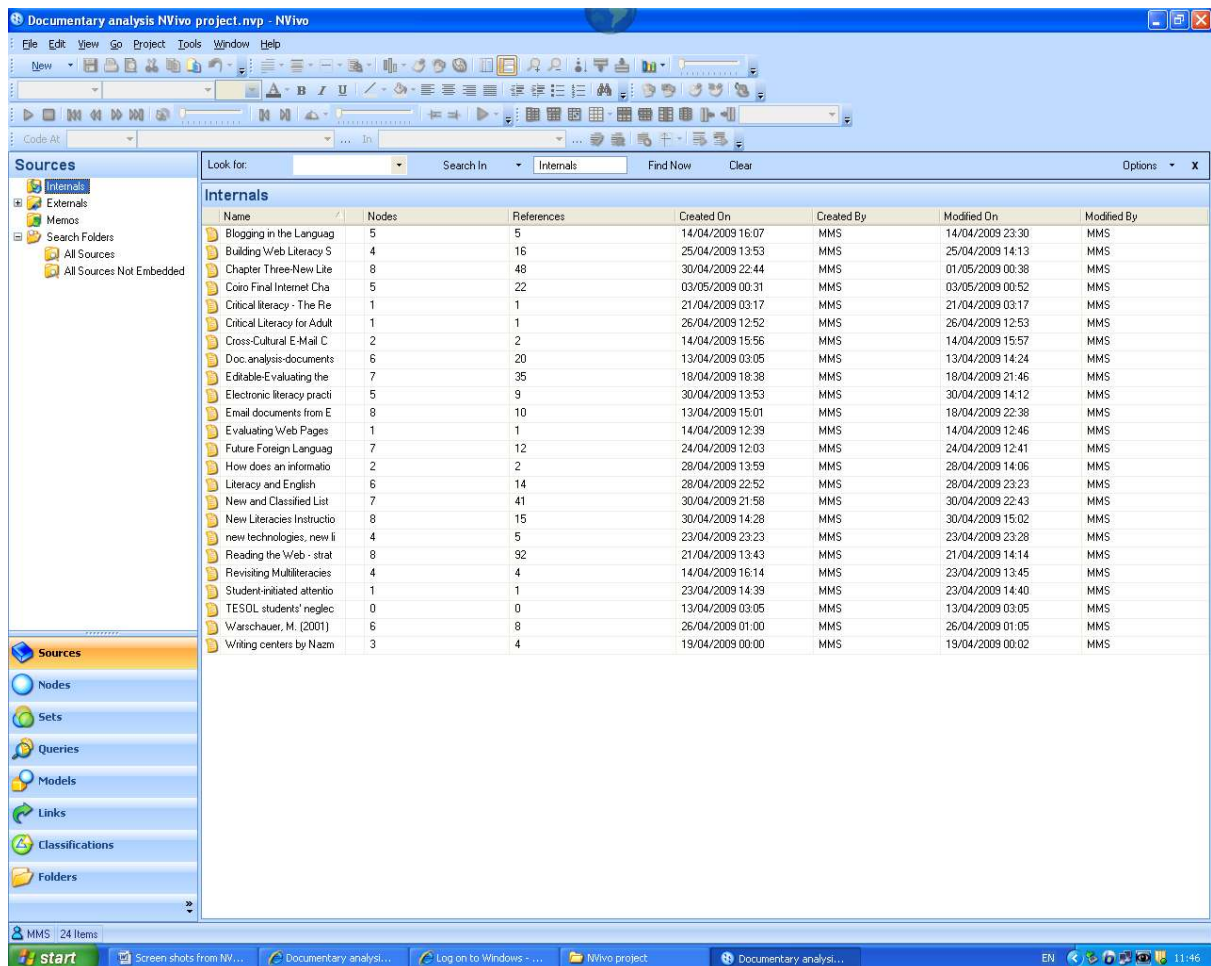 Documentary analysis NVivo project.nvp - NVivo
File Edit View Go Project Tools Window Help
New
A B I U
Code At ... In ...
Sources
Internals
Externals
Memos
Search Folders
All Sources
All Sources Not Embedded
Look for: Search In Internals Find Now Clear Options x
Internals
Name Nodes References Created On Created By Modified On Modified By
Blogging in the Languag 5 5 14/04/2009 16:07 MMS 14/04/2009 23:30 MMS
Building Web Literacy S 4 16 25/04/2009 13:53 MMS 25/04/2009 14:13 MMS
Chapter Three-New Lite 8 48 30/04/2009 22:44 MMS 01/05/2009 00:38 MMS
Coiro Final Internet Cha 5 22 03/05/2009 00:31 MMS 03/05/2009 00:52 MMS
Critical literacy - The Re 1 1 21/04/2009 03:17 MMS 21/04/2009 03:17 MMS
Critical Literacy for Adult 1 1 26/04/2009 12:52 MMS 26/04/2009 12:53 MMS
Cross-Cultural E-Mail C 2 2 14/04/2009 15:56 MMS 14/04/2009 15:57 MMS
Doc.analysis-documents 6 20 13/04/2009 03:05 MMS 13/04/2009 14:24 MMS
Editable-Evaluating the 7 35 18/04/2009 18:38 MMS 18/04/2009 21:46 MMS
Electronic literacy practi 5 9 30/04/2009 13:53 MMS 30/04/2009 14:12 MMS
Email documents from E 8 10 13/04/2009 15:01 MMS 18/04/2009 22:38 MMS
Evaluating Web Pages 1 1 14/04/2009 12:39 MMS 14/04/2009 12:46 MMS
Future Foreign Languag 7 12 24/04/2009 12:03 MMS 24/04/2009 12:41 MMS
How does an informatio 2 2 28/04/2009 13:59 MMS 28/04/2009 14:06 MMS
Literacy and English 6 14 28/04/2009 22:52 MMS 28/04/2009 23:23 MMS
New and Classified List 7 41 30/04/2009 21:58 MMS 30/04/2009 22:43 MMS
New Literacies Instructio 8 15 30/04/2009 14:28 MMS 30/04/2009 15:02 MMS
new technologies, new li 4 5 23/04/2009 23:23 MMS 23/04/2009 23:28 MMS
Reading the Web - strat 8 92 21/04/2009 13:43 MMS 21/04/2009 14:14 MMS
Revisiting Multiliteracies 4 4 14/04/2009 16:14 MMS 23/04/2009 13:45 MMS
Student-initiated attentio 1 1 23/04/2009 14:39 MMS 23/04/2009 14:40 MMS
TESOL students' neglec 0 0 13/04/2009 03:05 MMS 13/04/2009 03:05 MMS
Warschauer, M. (2001) 6 8 26/04/2009 01:00 MMS 26/04/2009 01:05 MMS
Writing centers by Nazm 3 4 19/04/2009 00:00 MMS 19/04/2009 00:02 MMS
Sources
Nodes
Sets
Queries
Models
Links
Classifications
Folders
MMS 24 Items
start Screen shots from NV... Documentary analysi... Log on to Windows - ... NVivo project Documentary analysi... EN 11:46